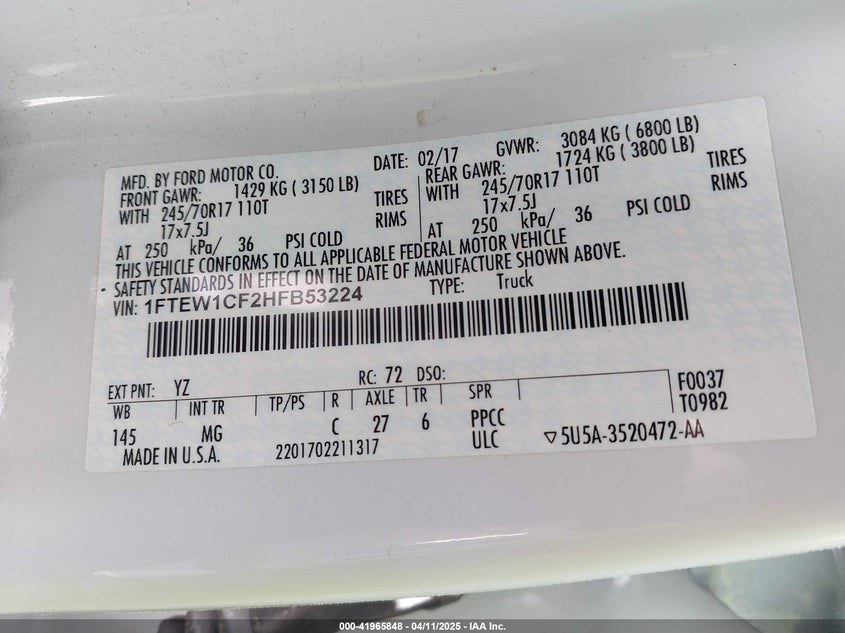 MFD. BY FORD MOTOR CO. DATE: 02/17 GVWR: 3084 KG ( 6800 LB)
FRONT GAWR: 1429 KG ( 3150 LB) REAR GAWR: 1724 KG ( 3800 LB)
WITH 245/70R17 110T TIRES WITH 245/70R17 110T TIRES
17x7.5J RIMS 17x7.5J RIMS
AT 250 kPa/ 36 PSI COLD AT 250 kPa/ 36 PSI COLD
THIS VEHICLE CONFORMS TO ALL APPLICABLE FEDERAL MOTOR VEHICLE
SAFETY STANDARDS IN EFFECT ON THE DATE OF MANUFACTURE SHOWN ABOVE.
VIN: 1FTEW1CF2HFB53224 TYPE: Truck
EXT PNT: YZ RC: 72 DSO:
WB INT TR TP/PS R AXLE TR SPR F0037
145 MG C 27 6 PPCC T0982
MADE IN U.S.A. 2201702211317 ULC ▽5U5A-3520472-AA
000-41965848 - 04/11/2025 - IAA Inc.